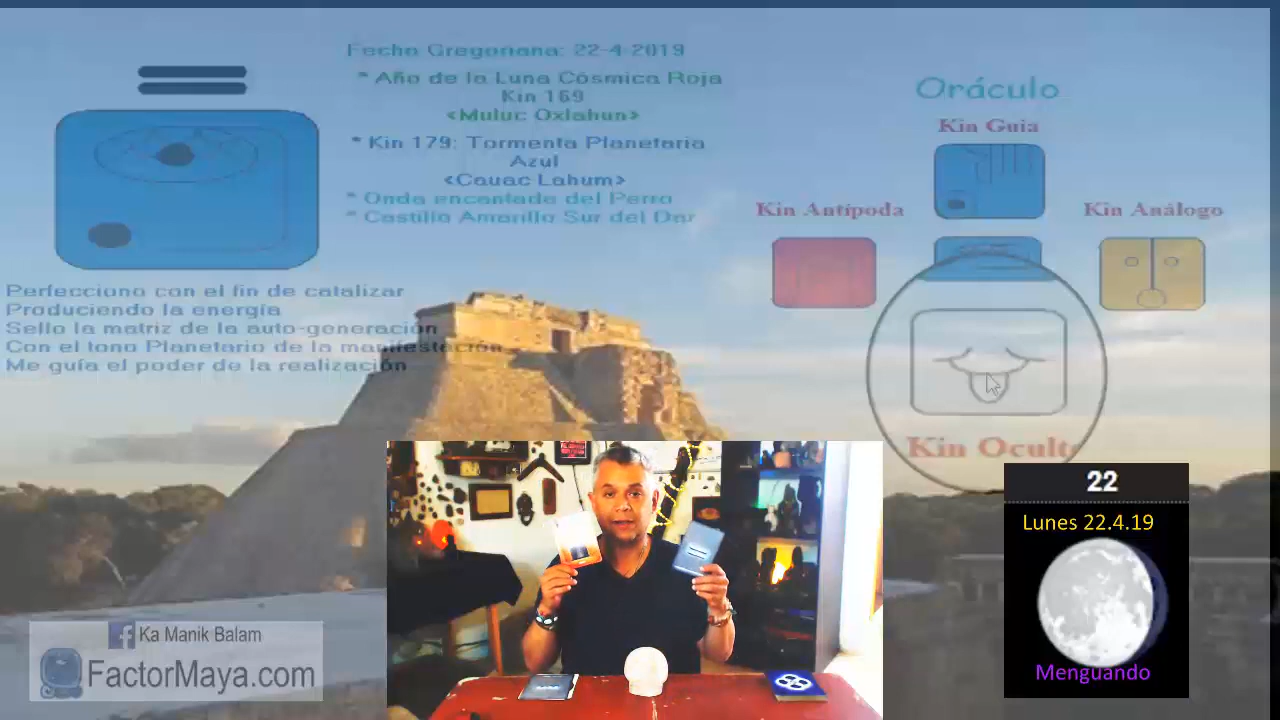 Fecha Gregoriana: 22-4-2019
* Año de la Luna Cósmica Roja
Kin 169
<Muluc Oxlahun>
* Kin 179: Tormenta Planetaria
Azul
<Cauac Lahum>
* Onda encantada del Perro
* Castillo Amarillo Sur del Dar
Perfecciono con el fin de catalizar
Produciendo la energía
Sello la matriz de la auto-generación
Con el tono Planetario de la manifestación
Me guía el poder de la realización
Oráculo
Kin Guia
Kin Antípoda
Kin Análogo
Kin Ocult
22
Lunes 22.4.19
Menguando
f Ka Manik Balam
FactorMaya.com